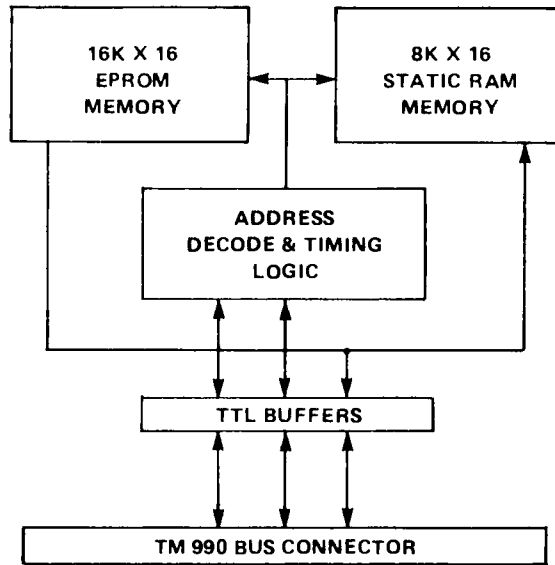 16K X 16
EPROM
MEMORY
8K X 16
STATIC RAM
MEMORY
ADDRESS
DECODE & TIMING
LOGIC
TTL BUFFERS
TM 990 BUS CONNECTOR